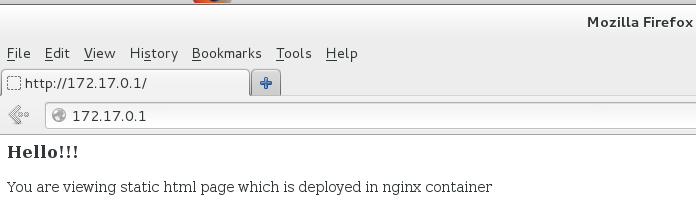 Mozilla Firefox
File Edit View History Bookmarks Tools Help
http://172.17.0.1/
172.17.0.1
Hello!!!
You are viewing static html page which is deployed in nginx container